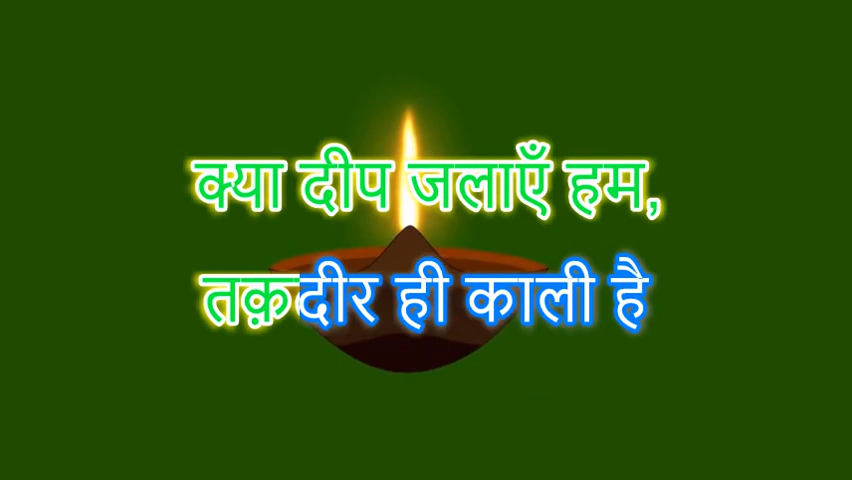 क्या दीप जलाएँ हम,
तक़दीर ही काली है